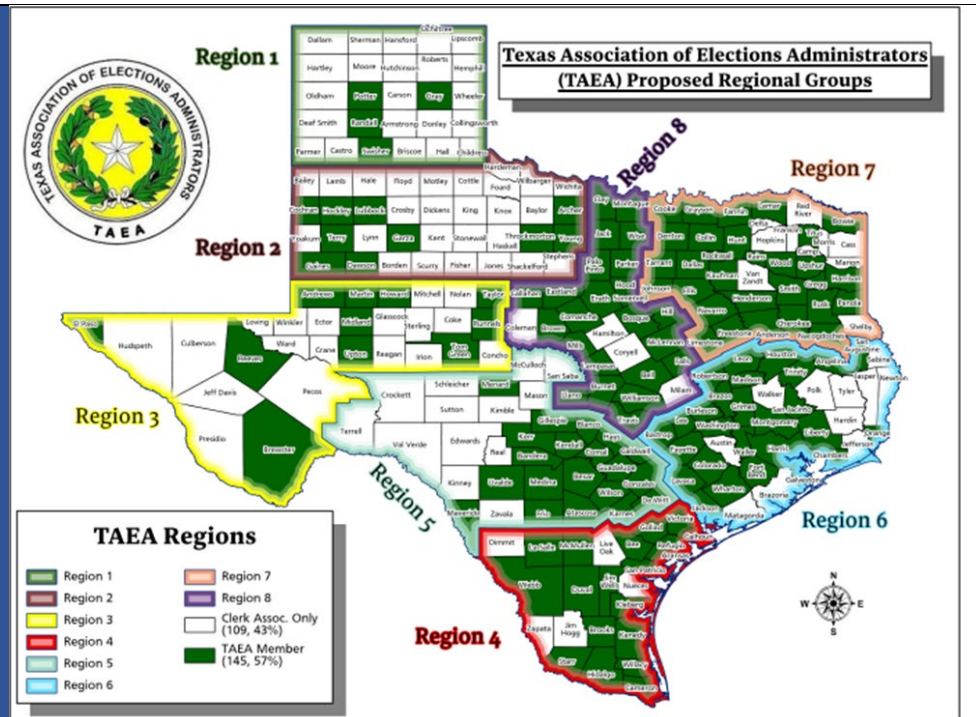 Texas Association of Elections Administrators
(TAEA) Proposed Regional Groups
TEXAS ASSOCIATION OF ELECTIONS ADMINISTRATORS
TAEA
Region 1
Dallam Sherman Hansford Ochiltree Lipscomb
Hartley Moore Hutchinson Roberts Hemphill
Oldham Potter Carson Gray Wheeler
Deaf Smith Randall Armstrong Donley Collingsworth
Parmer Castro Swisher Briscoe Hall Childress
Region 2
Hardeman
Bailey Lamb Hale Floyd Motley Cottle Foard Wilbarger Wichita
Cochran Hockley Lubbock Crosby Dickens King Knox Baylor Archer
Yoakum Terry Lynn Garza Kent Stonewall Haskell Throckmorton Young
Gaines Dawson Borden Scurry Fisher Jones Shackelford Stephens
Region 8
Clay Montague
Jack Wise
Palo Pinto Parker
Hood
Callahan Eastland Erath Somervell
Comanche Bosque Hill
Coleman Brown Hamilton McLennan
Mills Coryell
Lampasas Bell
Burnet Williamson Milam
Llano Travis
Region 7
Cooke Grayson Fannin Lamar Red River Bowie
Delta Franklin Titus Morris Cass
Denton Collin Hunt Hopkins Camp Marion
Tarrant Dallas Rockwall Rains Wood Upshur Harrison
Kaufman Van Zandt Smith Gregg
Johnson Ellis Henderson Rusk Panola
Navarro Cherokee Shelby
Limestone Freestone Anderson Nacogdoches
Region 3
Andrews Martin Howard Mitchell Nolan Taylor
El Paso Hudspeth Culberson Loving Winkler Ector Midland Glasscock Sterling Coke Runnels
Reeves Ward Crane Upton Reagan Irion Tom Green Concho
Jeff Davis Pecos
Presidio Brewster
Region 5
McCulloch San Saba
Crockett Schleicher Menard Mason
Sutton Kimble Gillespie Blanco Hays
Terrell Val Verde Edwards Kerr Kendall Comal Caldwell
Real Bandera Guadalupe
Kinney Uvalde Medina Bexar Wilson Gonzales DeWitt
Maverick Zavala Frio Atascosa Karnes
Region 6
San Augustine Sabine
Leon Houston Angelina
Robertson Madison Trinity Polk Tyler Jasper Newton
Brazos Walker
Burleson Grimes San Jacinto Hardin
Lee Washington Montgomery Liberty Orange
Bastrop Austin Waller Harris Jefferson
Fayette Chambers
Colorado Fort Bend Galveston
Lavaca Wharton Brazoria
Jackson Matagorda
Region 4
Dimmit La Salle McMullen Live Oak Bee Goliad Victoria Calhoun
Refugio Aransas
Webb Duval Jim Wells San Patricio Nueces
Kleberg
Zapata Jim Hogg Brooks Kenedy
Starr Hidalgo Willacy
Cameron
TAEA Regions
Region 1
Region 2
Region 3
Region 4
Region 5
Region 6
Region 7
Region 8
Clerk Assoc. Only
(109, 43%)
TAEA Member
(145, 57%)
N
W E
S